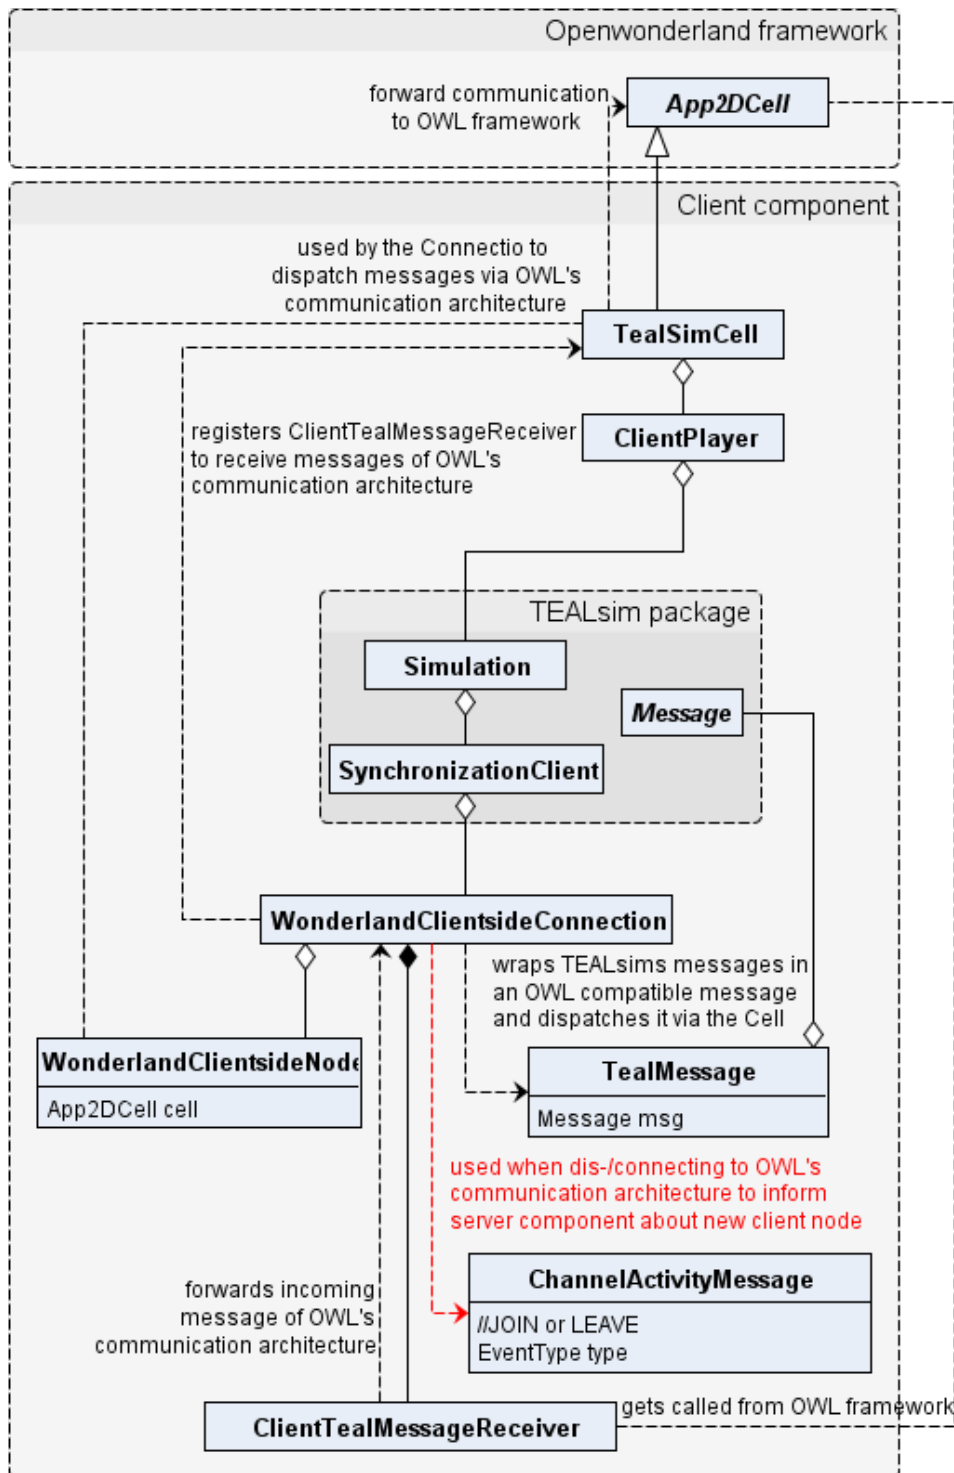 Openwonderland framework
forward communication
to OWL framework
App2DCell
Client component
used by the Connectio to
dispatch messages via OWL's
communication architecture
TealSimCell
registers ClientTealMessageReceiver
to receive messages of OWL's
communication architecture
ClientPlayer
TEALsim package
Simulation
Message
SynchronizationClient
WonderlandClientsideConnection
wraps TEALsims messages in
an OWL compatible message
and dispatches it via the Cell
WonderlandClientsideNode
App2DCell cell
TealMessage
Message msg
used when dis-/connecting to OWL's
communication architecture to inform
server component about new client node
ChannelActivityMessage
//JOIN or LEAVE
EventType type
forwards incoming
message of OWL's
communication architecture
ClientTealMessageReceiver
gets called from OWL framework